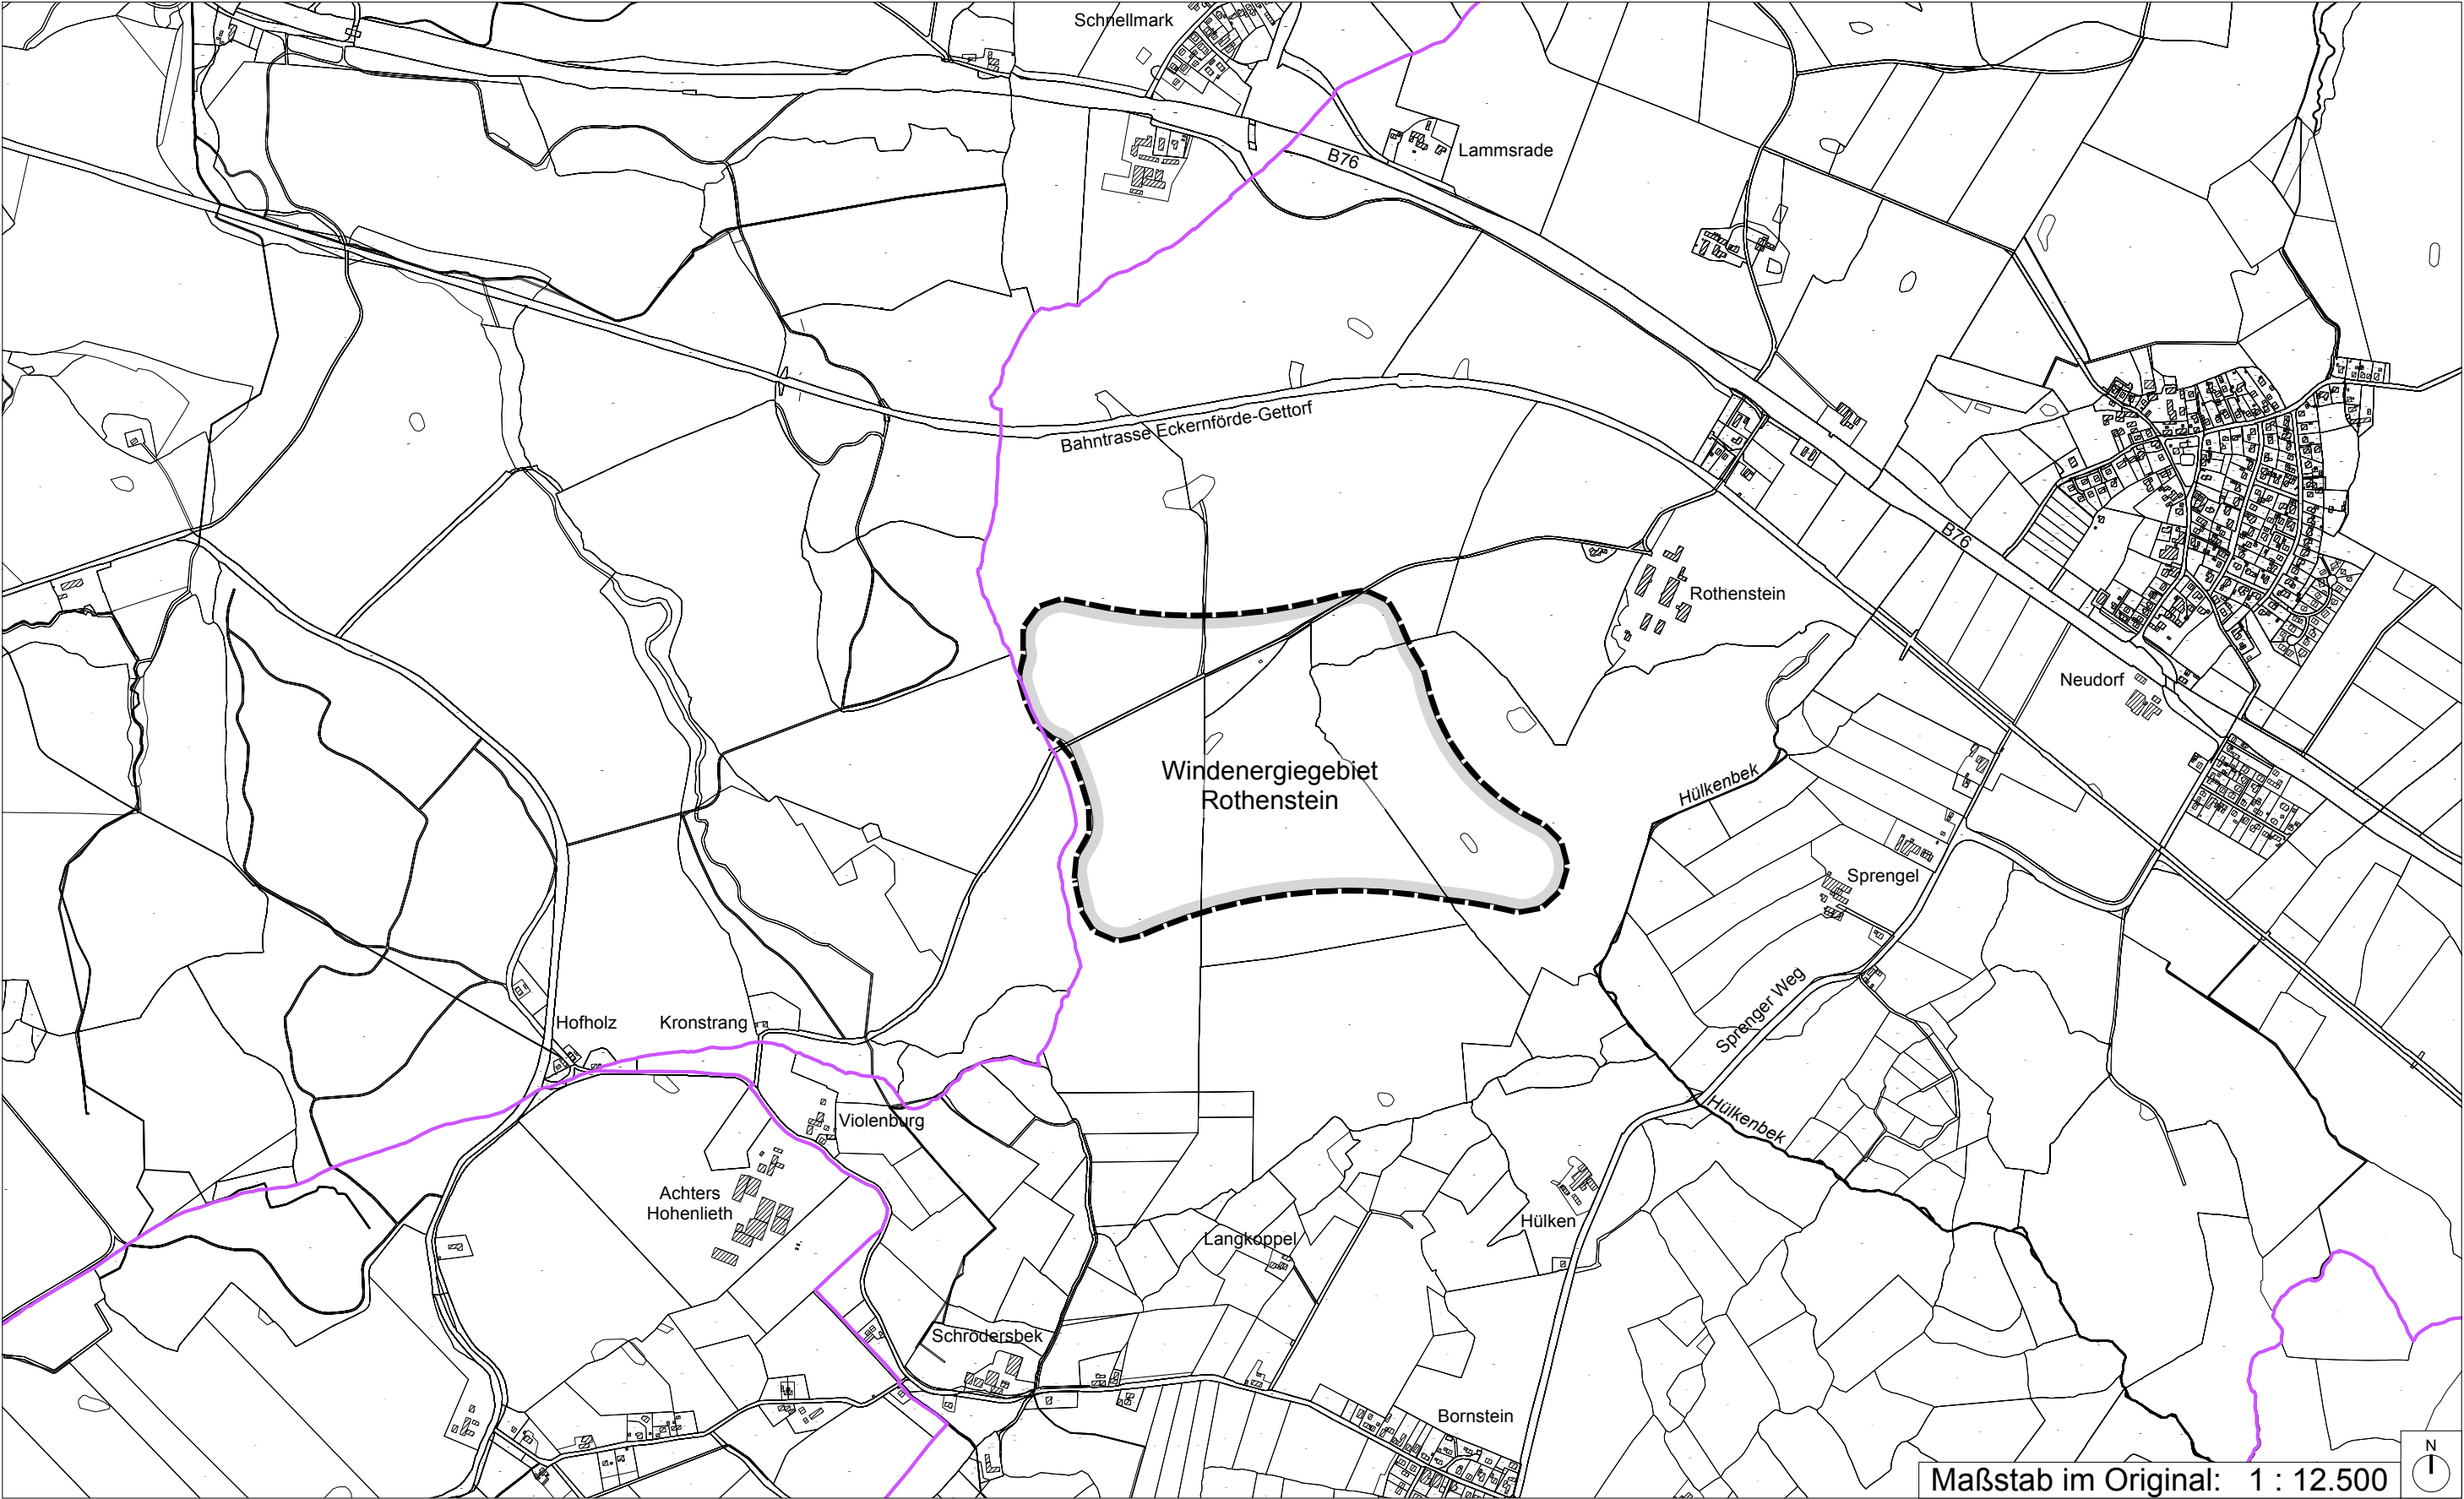 Schnellmark
Lammsrade
B76
Bahntrasse Eckernförde-Gettorf
B76
Rothenstein
Neudorf
Windenergiegebiet
Rothenstein
Hülkenbek
Sprengel
Sprenger Weg
Hofholz
Kronstrang
Violenburg
Hülkenbek
Achters
Hohenlieth
Hülken
Langkoppel
Schrödersbek
Bornstein
N
Maßstab im Original: 1 : 12.500